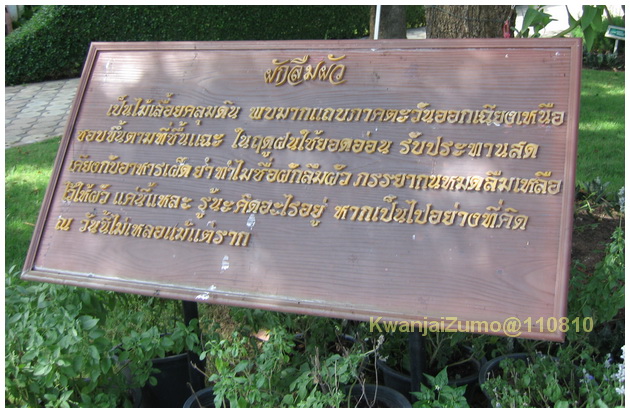 ผักลืมผัว
เป็นไม้เลื้อยคลุมดิน พบมากแถบภาคตะวันออกเฉียงเหนือ
ชอบขึ้นตามที่ชื้นแฉะ ในฤดูฝนให้ยอดอ่อน รับประทานสด
เคียงกับอาหารเผ็ด ยำทำไมชื่อผักลืมผัว ภรรยากินหมดลืมเหลือ
ไว้ให้ผัว แค่นี้แหละ รู้นะคิดอะไรอยู่ หากเป็นไปอย่างที่คิด
ณ วันนี้ไม่เหลอแม้แต่ราก
KwanjaiZumo@110810